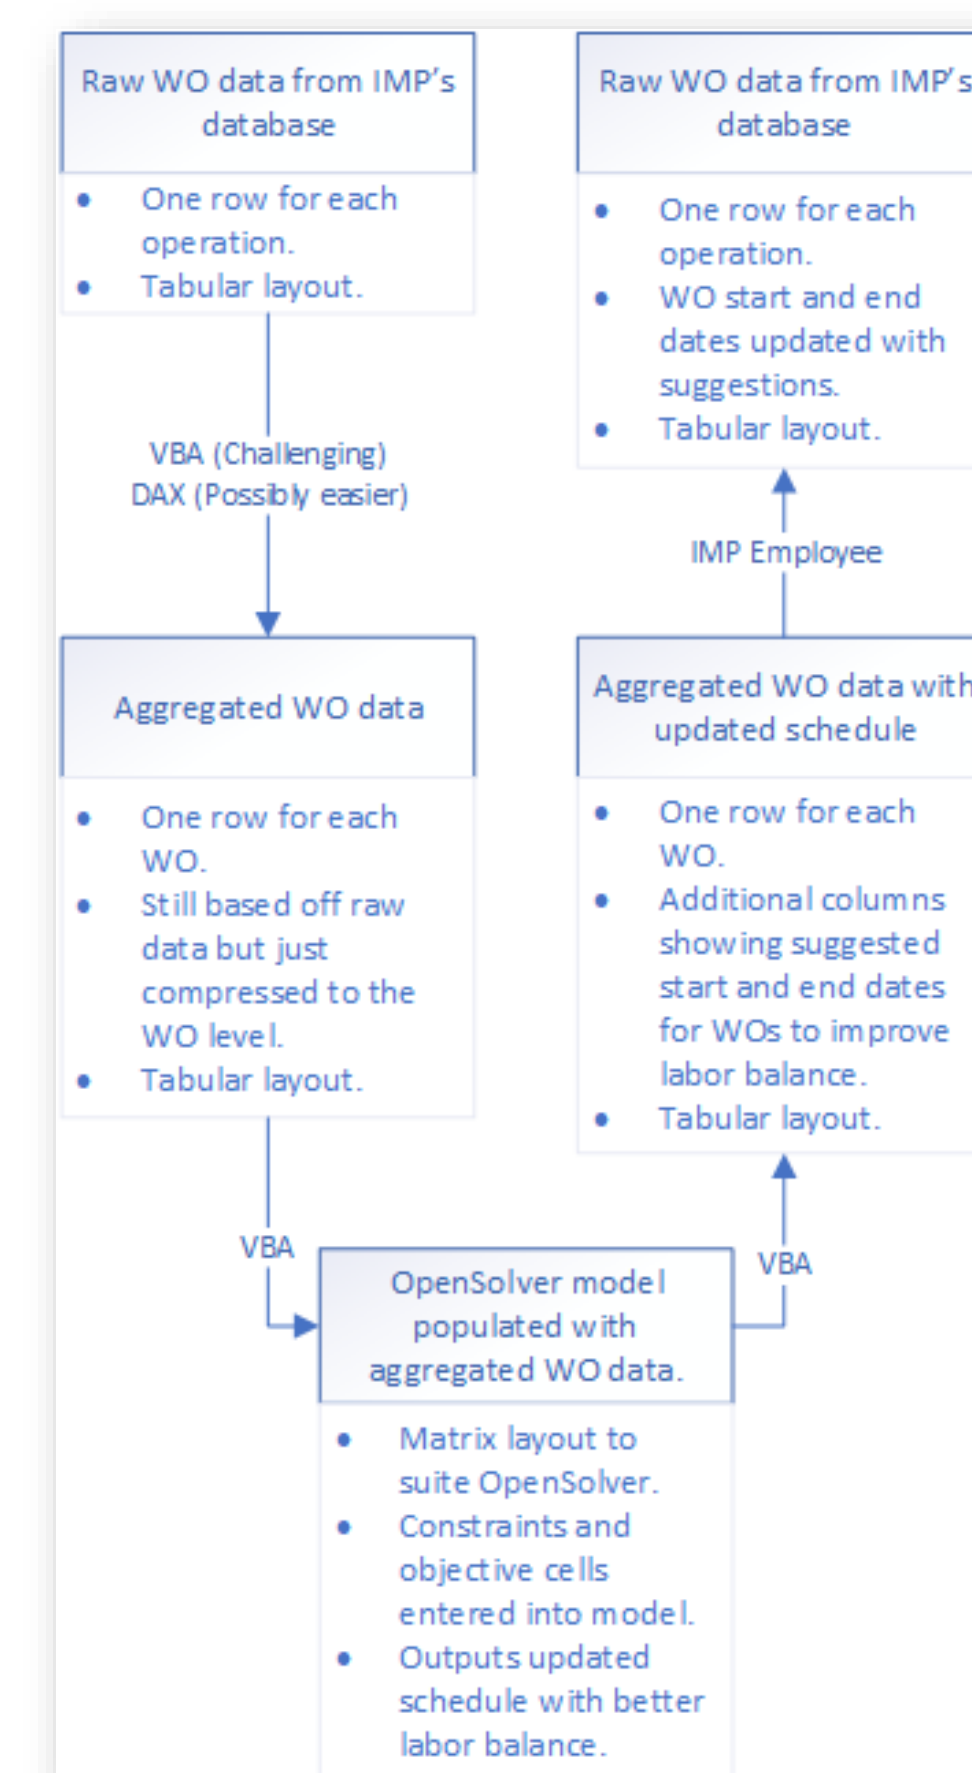 Raw WO data from IMP's
database
• One row for each
operation.
• Tabular layout.
VBA (Challenging)
DAX (Possibly easier)
Aggregated WO data
• One row for each
WO.
• Still based off raw
data but just
compressed to the
WO level.
• Tabular layout.
VBA
OpenSolver model
populated with
aggregated WO data.
• Matrix layout to
suite OpenSolver.
• Constraints and
objective cells
entered into model.
• Outputs updated
schedule with better
labor balance.
VBA
Aggregated WO data with
updated schedule
• One row for each
WO.
• Additional columns
showing suggested
start and end dates
for WOs to improve
labor balance.
• Tabular layout.
IMP Employee
Raw WO data from IMP's
database
• One row for each
operation.
• WO start and end
dates updated with
suggestions.
• Tabular layout.